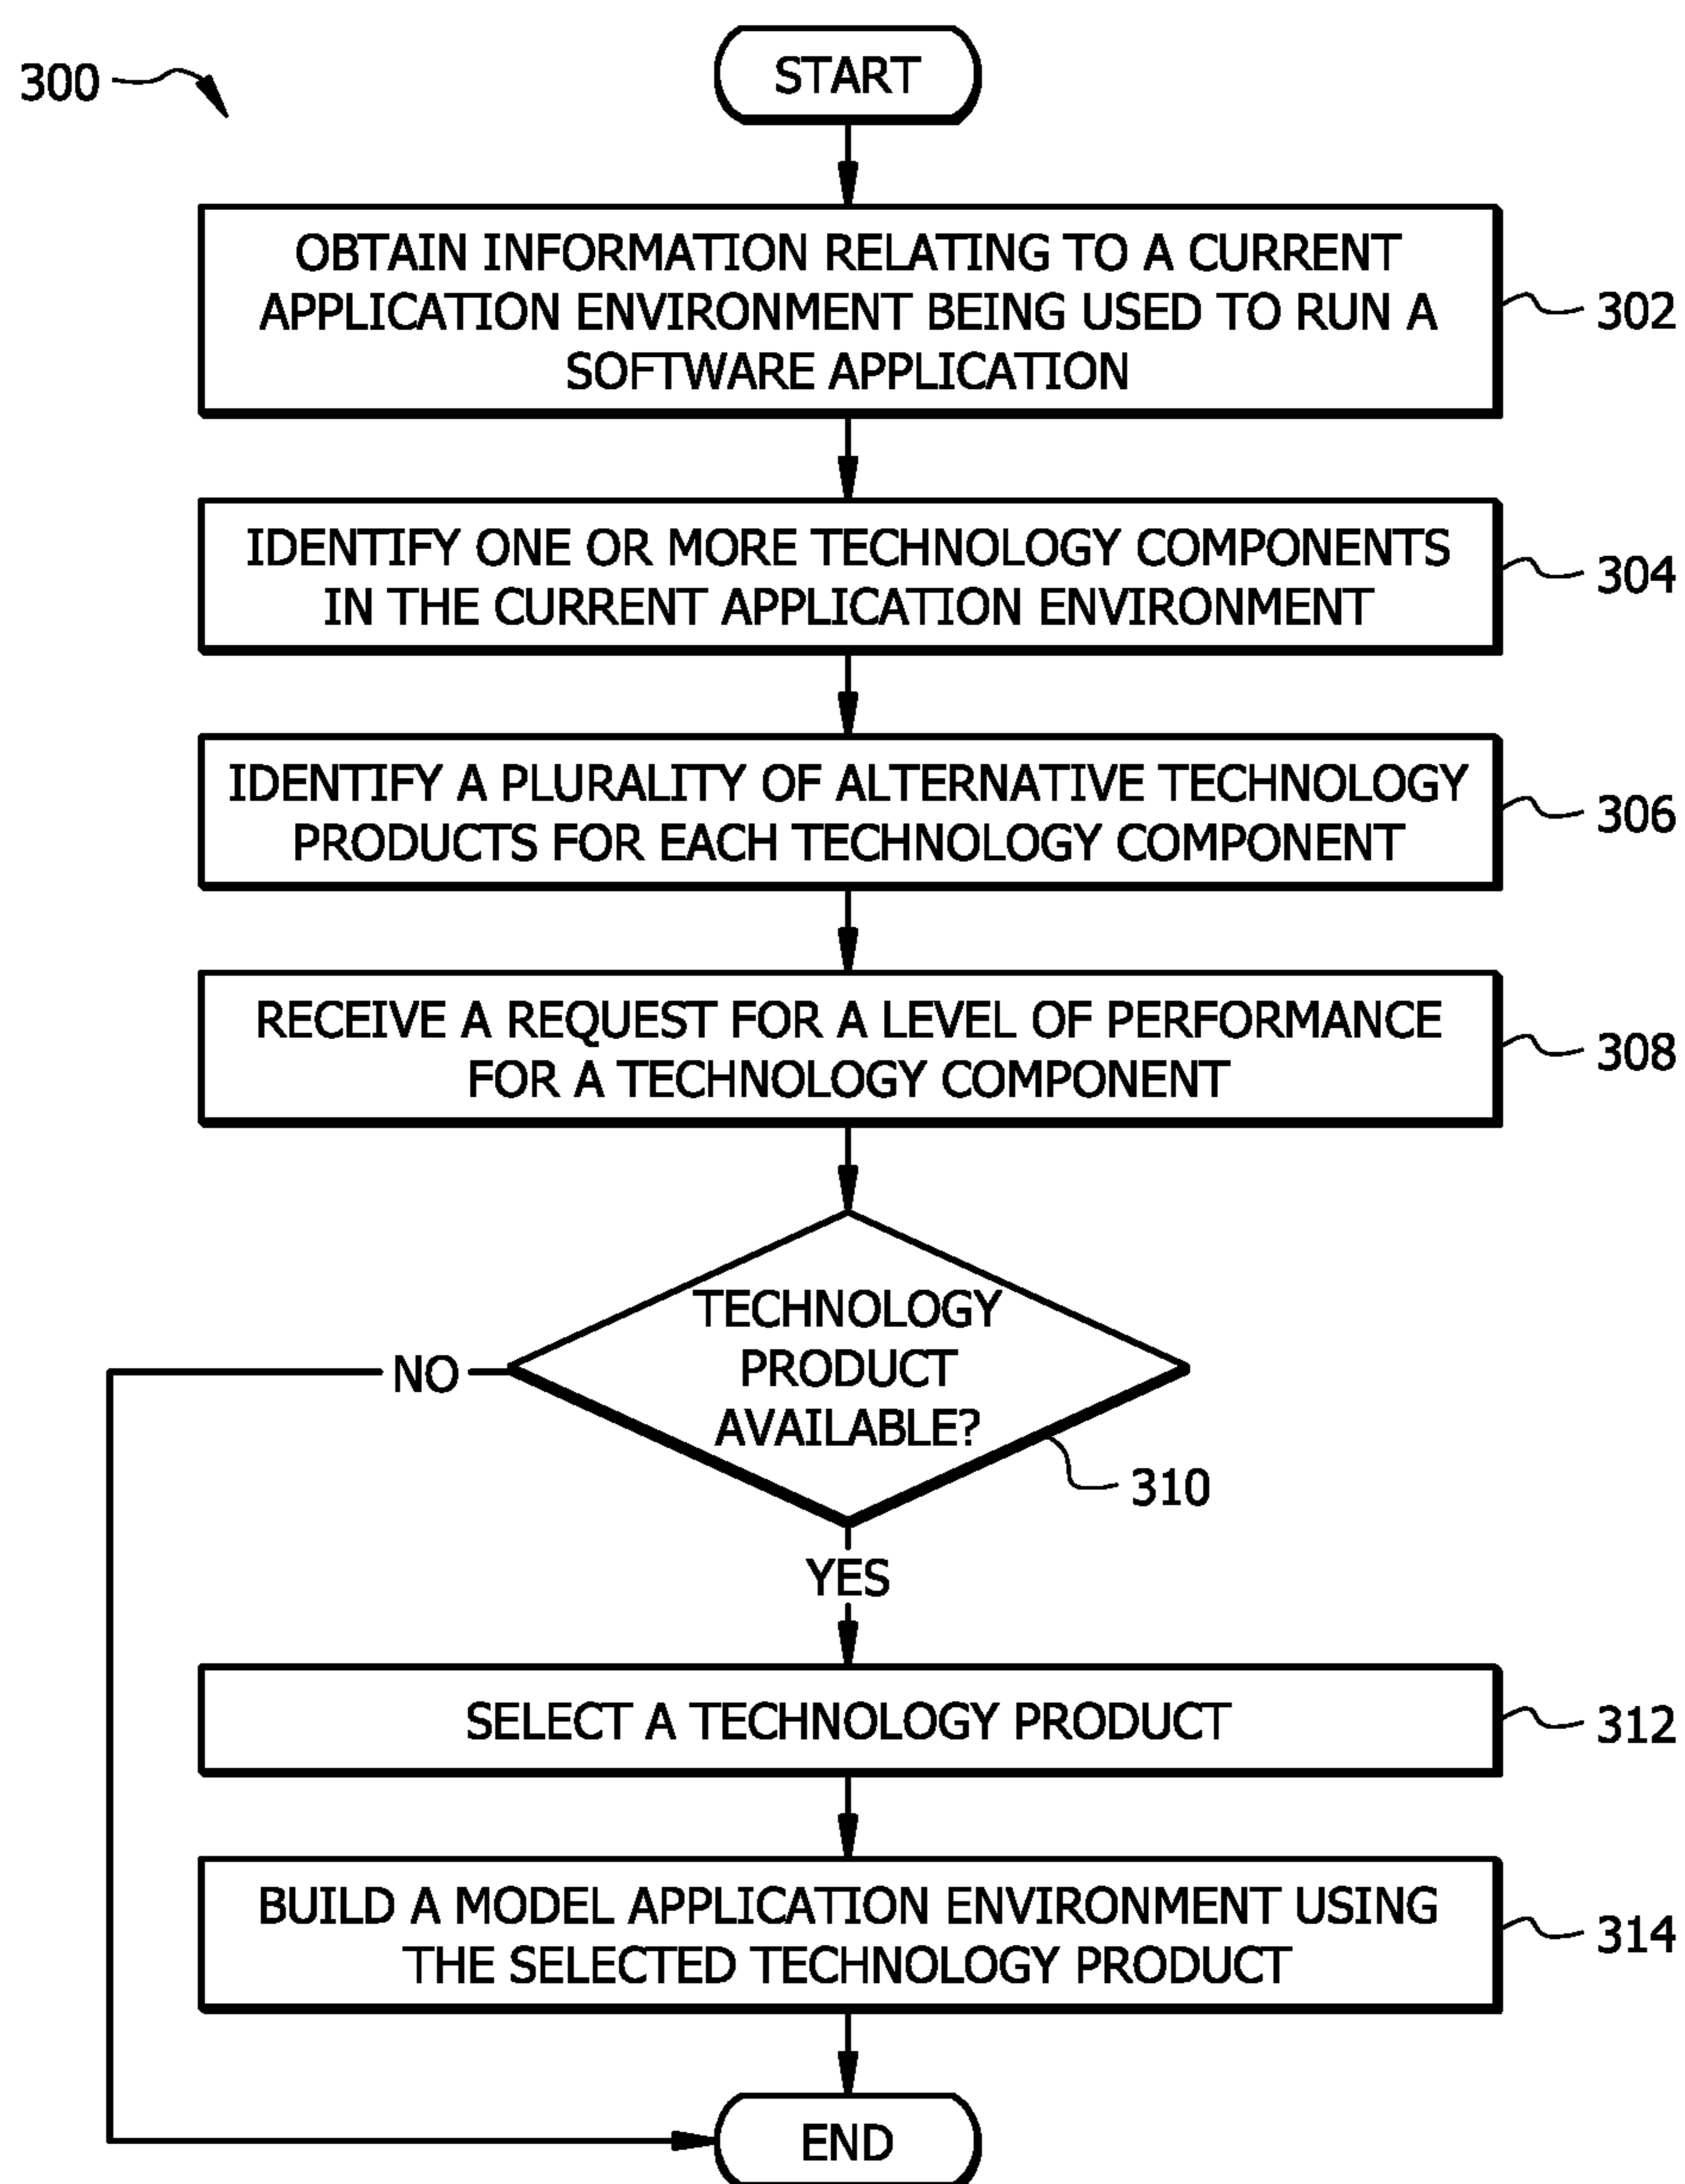 START
300
OBTAIN INFORMATION RELATING TO A CURRENT
APPLICATION ENVIRONMENT BEING USED TO RUN A
SOFTWARE APPLICATION
302
IDENTIFY ONE OR MORE TECHNOLOGY COMPONENTS
IN THE CURRENT APPLICATION ENVIRONMENT
304
IDENTIFY A PLURALITY OF ALTERNATIVE TECHNOLOGY
PRODUCTS FOR EACH TECHNOLOGY COMPONENT
306
RECEIVE A REQUEST FOR A LEVEL OF PERFORMANCE
FOR A TECHNOLOGY COMPONENT
308
TECHNOLOGY
PRODUCT
AVAILABLE?
NO
310
YES
SELECT A TECHNOLOGY PRODUCT
312
BUILD A MODEL APPLICATION ENVIRONMENT USING
THE SELECTED TECHNOLOGY PRODUCT
314
END